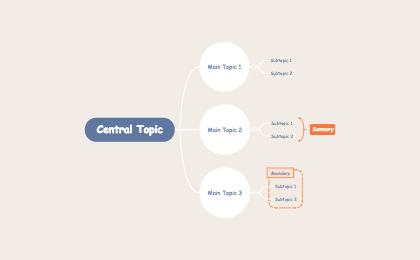 Central Topic
Main Topic 1
Subtopic 1
Subtopic 2
Main Topic 2
Subtopic 1
Subtopic 2
Summary
Main Topic 3
Boundary
Subtopic 1
Subtopic 2